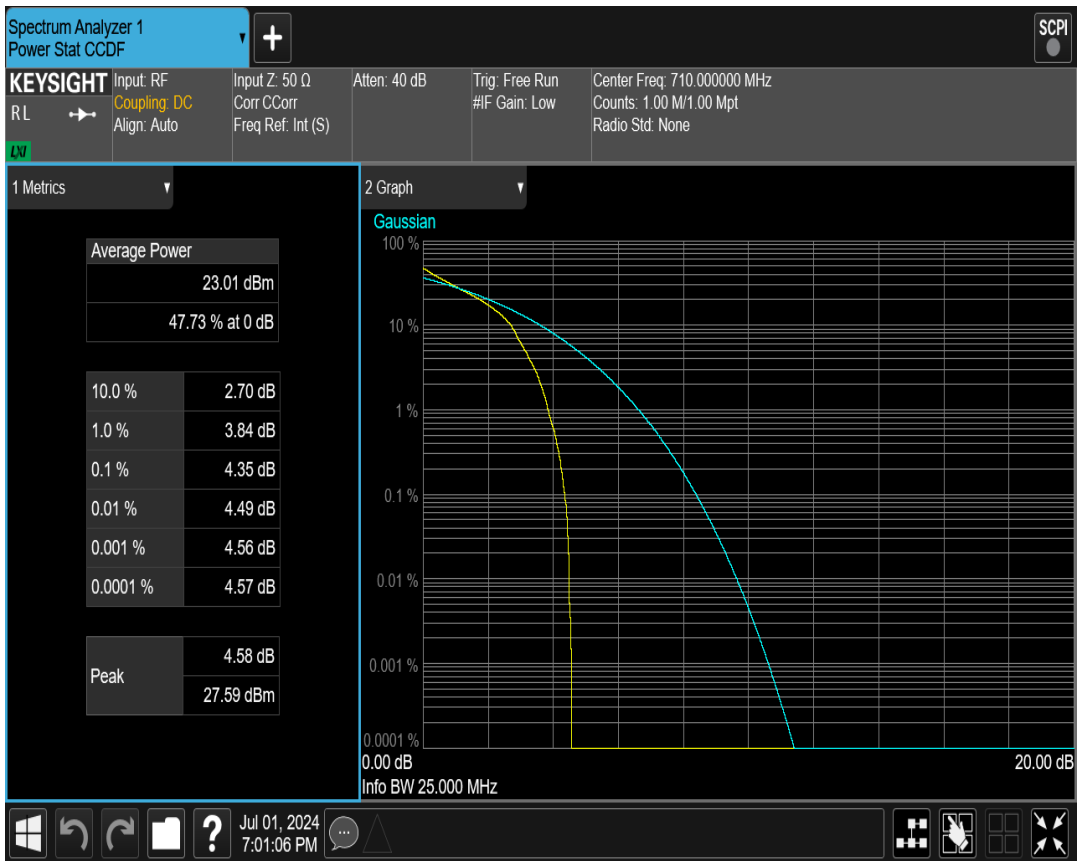 Spectrum Analyzer 1
Power Stat CCDF
SCPI
KEYSIGHT
RL
LXI
Input: RF
Coupling: DC
Align: Auto
Input Z: 50 Ω
Corr CCorr
Freq Ref: Int (S)
Atten: 40 dB
Trig: Free Run
#IF Gain: Low
Center Freq: 710.000000 MHz
Counts: 1.00 M/1.00 Mpt
Radio Std: None
1 Metrics
Average Power
23.01 dBm
47.73 % at 0 dB
10.0 % 2.70 dB
1.0 % 3.84 dB
0.1 % 4.35 dB
0.01 % 4.49 dB
0.001 % 4.56 dB
0.0001 % 4.57 dB
Peak 4.58 dB
27.59 dBm
2 Graph
Gaussian
100 %
10 %
1 %
0.1 %
0.01 %
0.001 %
0.0001 %
0.00 dB 20.00 dB
Info BW 25.000 MHz
?
Jul 01, 2024
7:01:06 PM